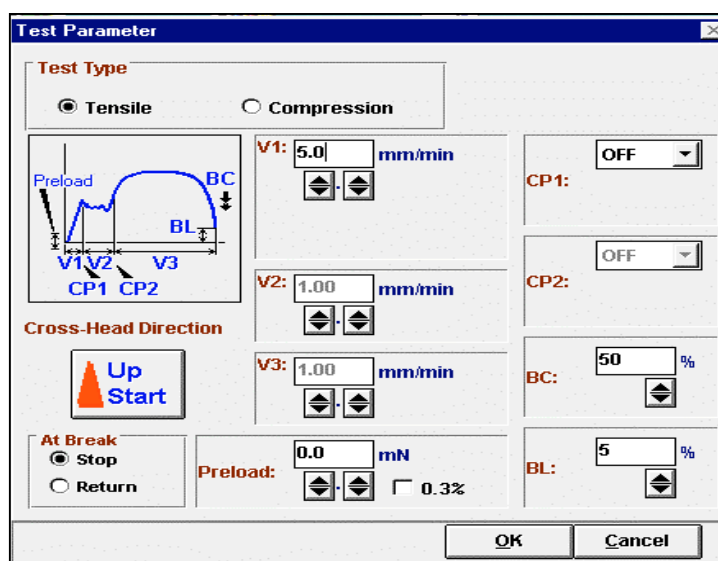 Test Parameter
Test Type
Tensile
Compression
Preload
BC
BL
V1 V2 V3
CP1 CP2
V1: 5.0 mm/min
CP1: OFF
V2: 1.00 mm/min
CP2: OFF
Cross-Head Direction
Up
Start
V3: 1.00 mm/min
BC: 50 %
At Break
Stop
Return
Preload: 0.0 mN
0.3%
BL: 5 %
OK
Cancel